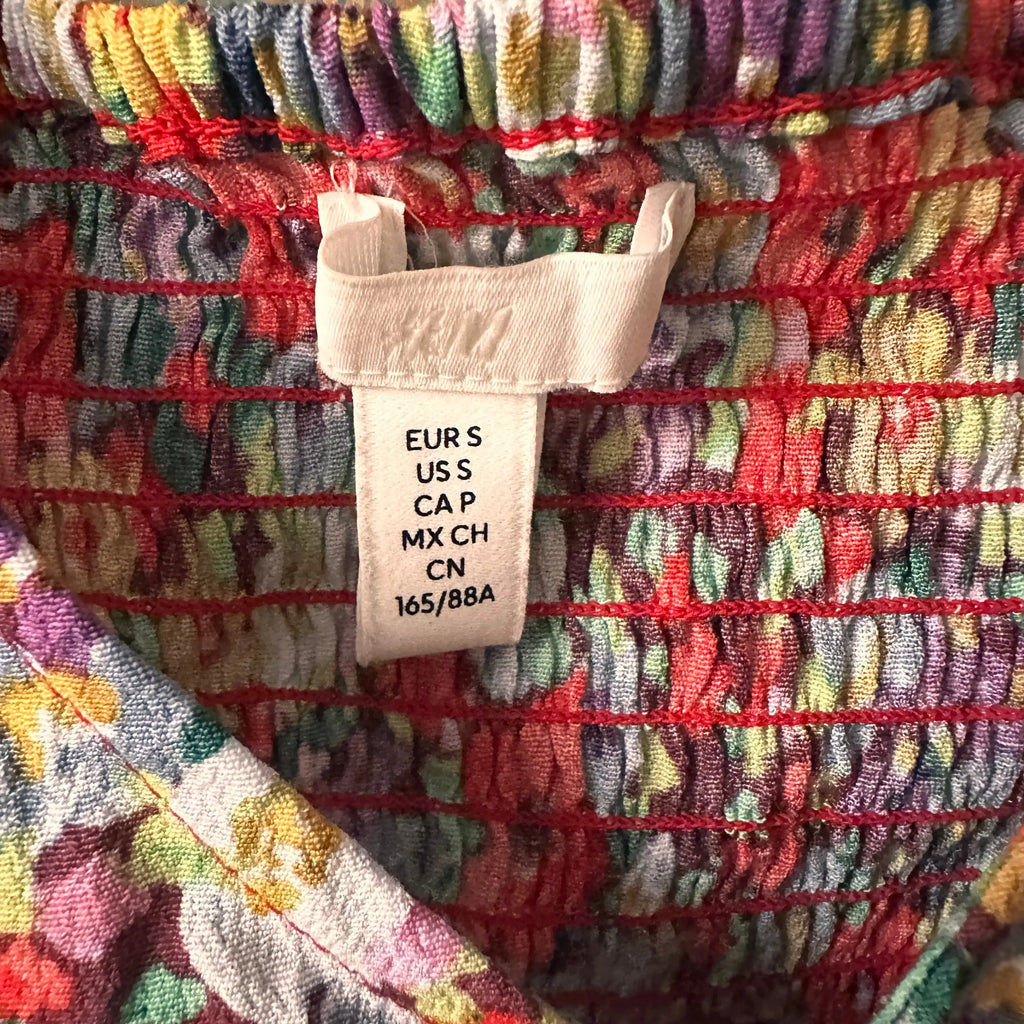 H&M
EUR S
US S
CA P
MX CH
CN
165/88A